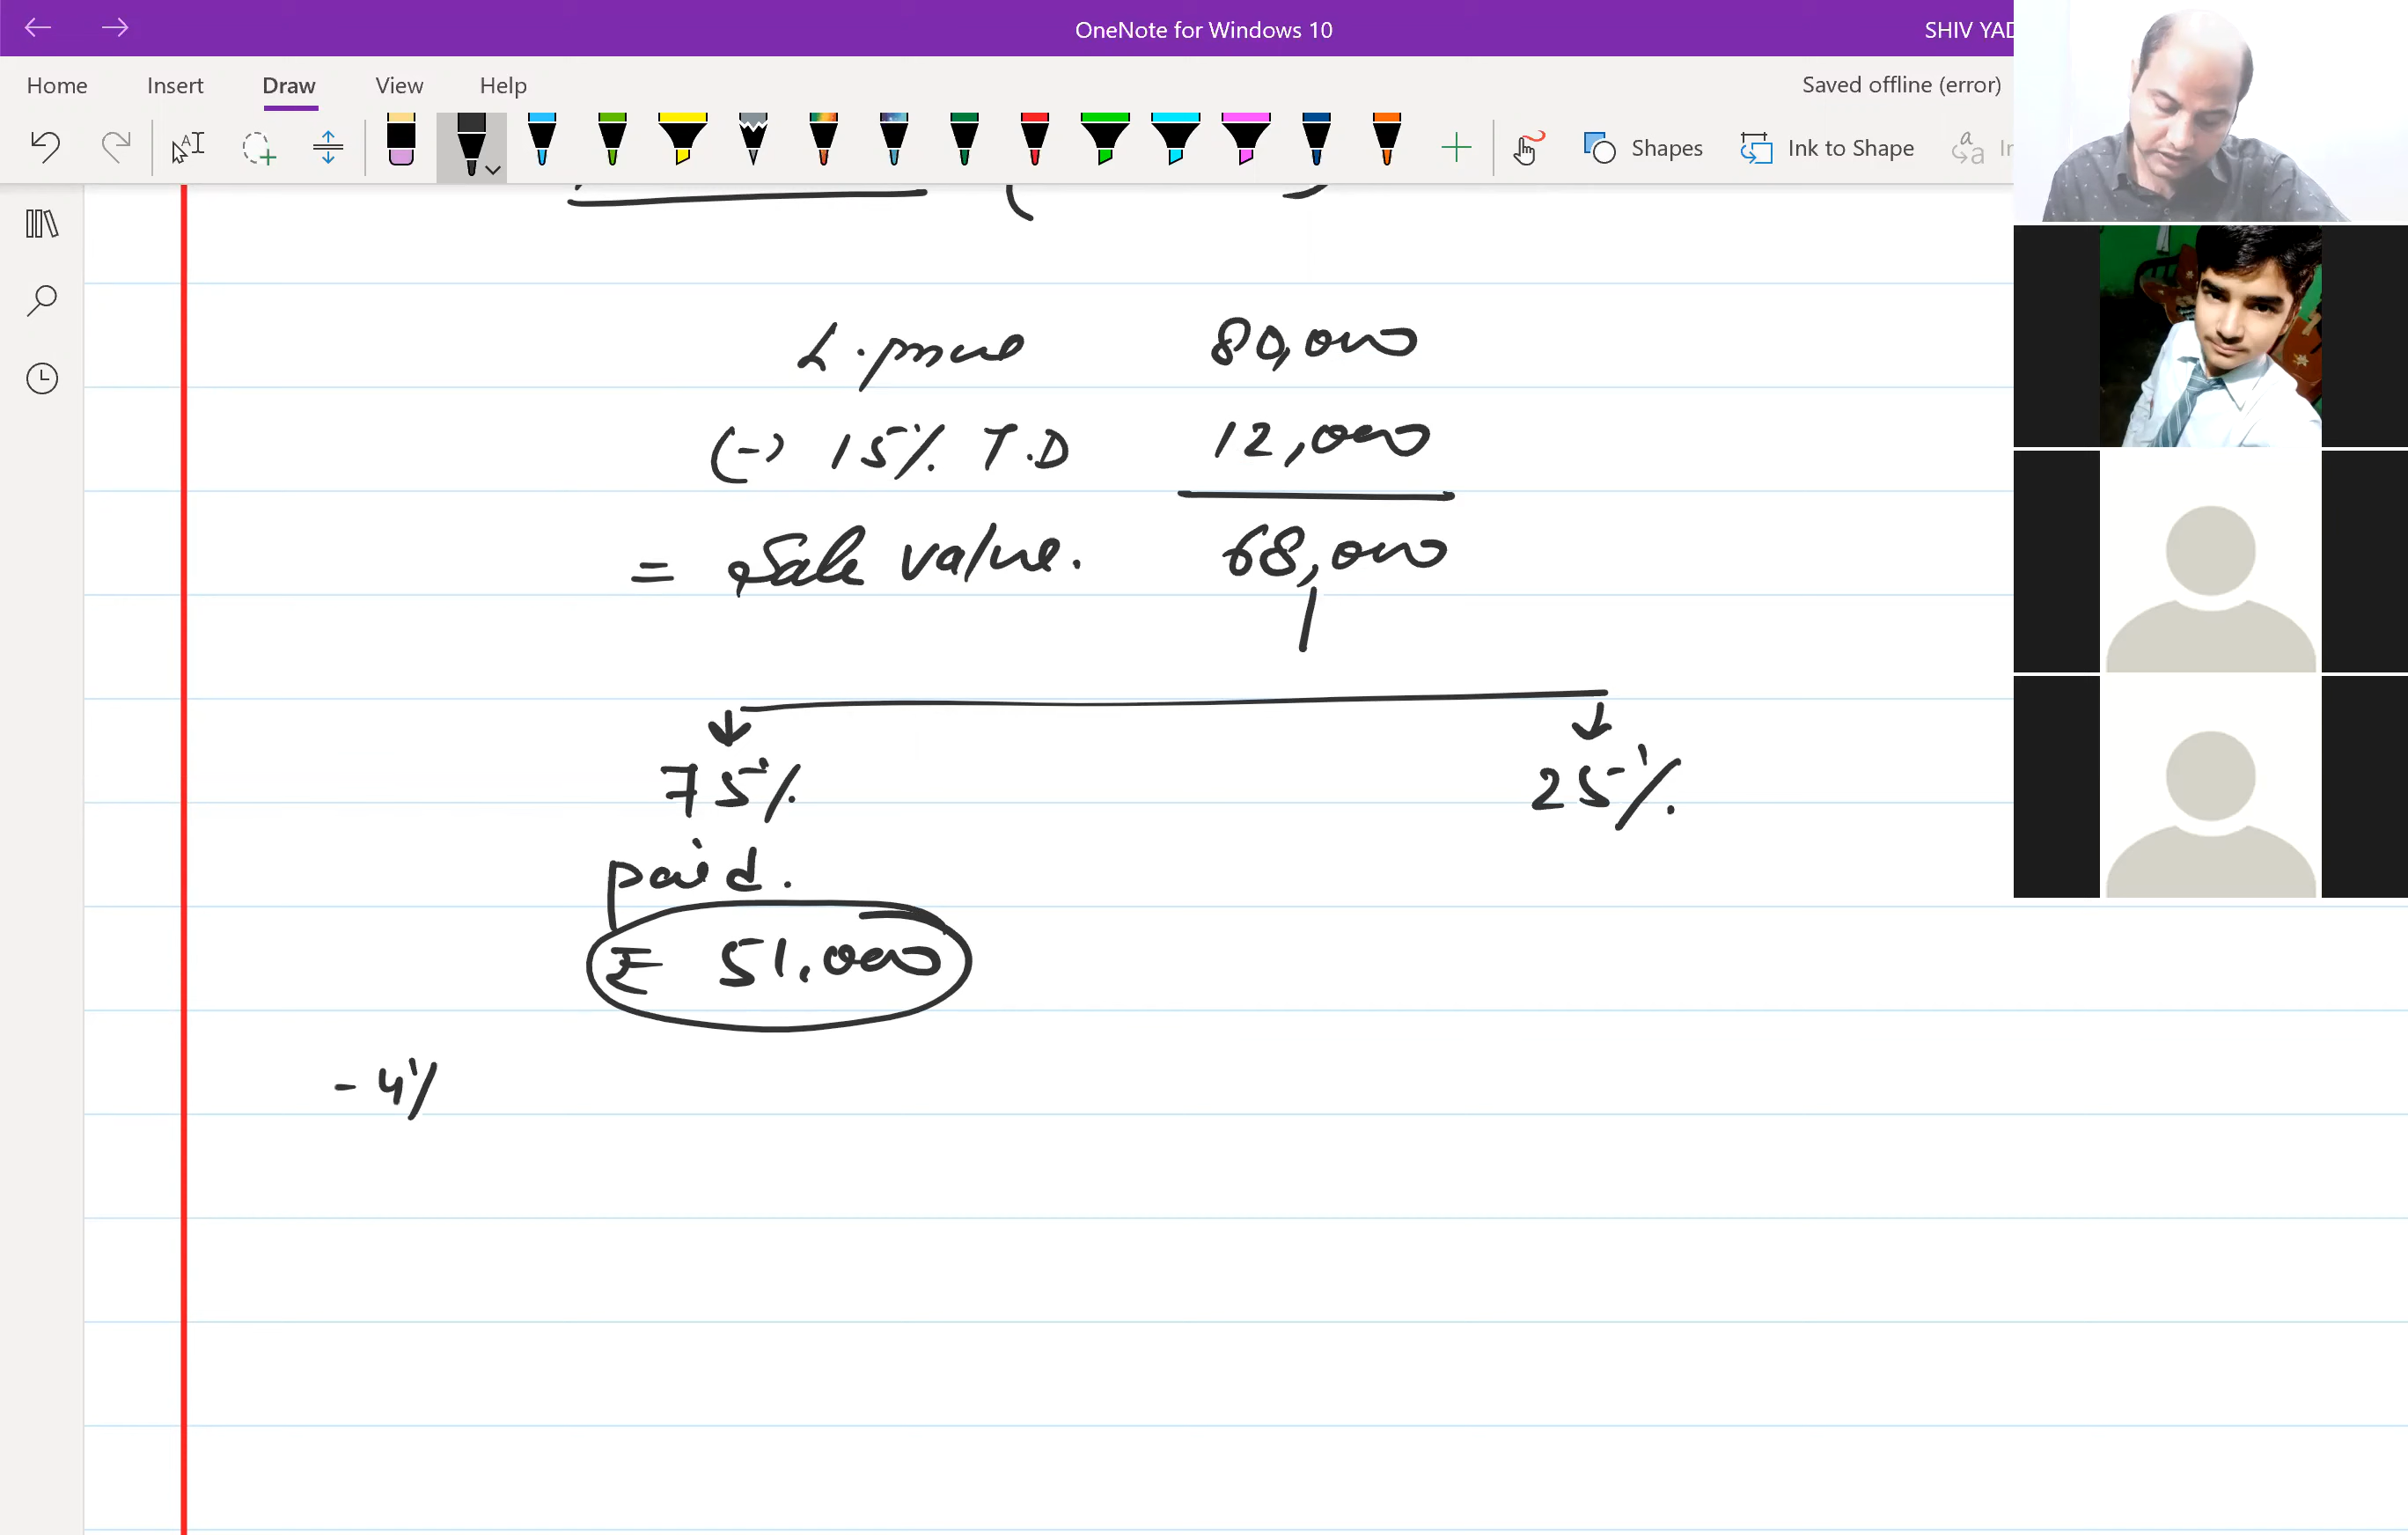 OneNote for Windows 10
SHIV YAD
Home Insert Draw View Help
Saved offline (error)
Shapes
Ink to Shape
L. price 80,000
(-) 15% T.D 12,000
= Sale value. 68,000
75% 25%
paid.
₹ 51,000
- 4%